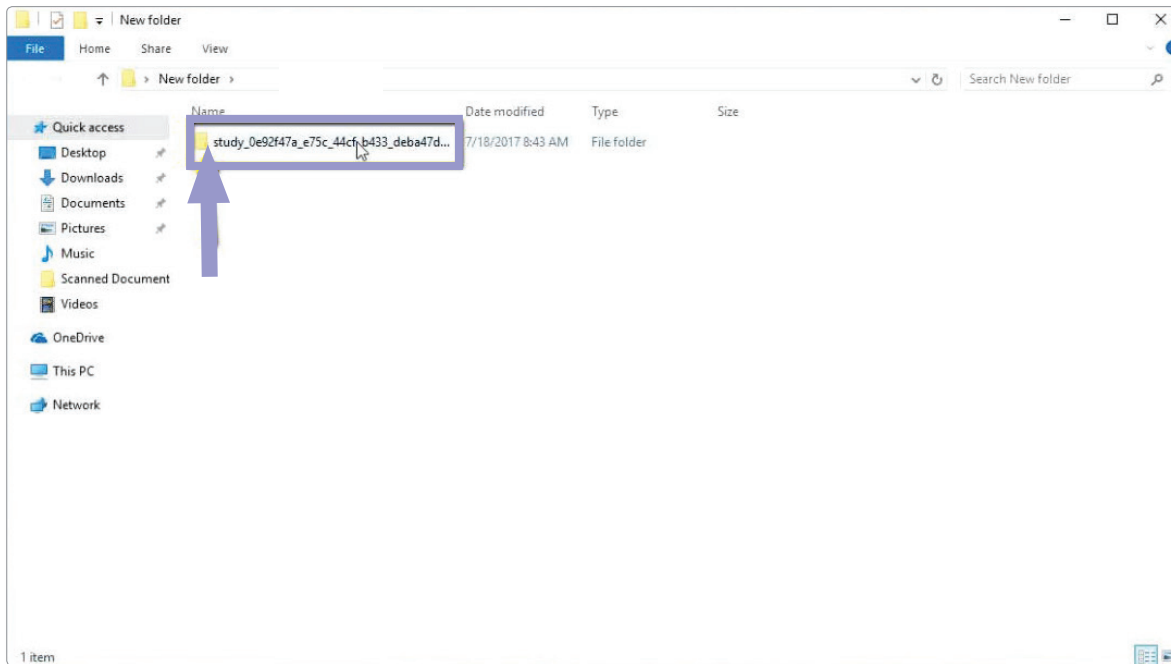 New folder
File Home Share View
New folder Search New folder
Name Date modified Type Size
Quick access
study_0e92f47a_e75c_44cf_b433_deba47d... 7/18/2017 8:43 AM File folder
Desktop
Downloads
Documents
Pictures
Music
Scanned Document
Videos
OneDrive
This PC
Network
1 item